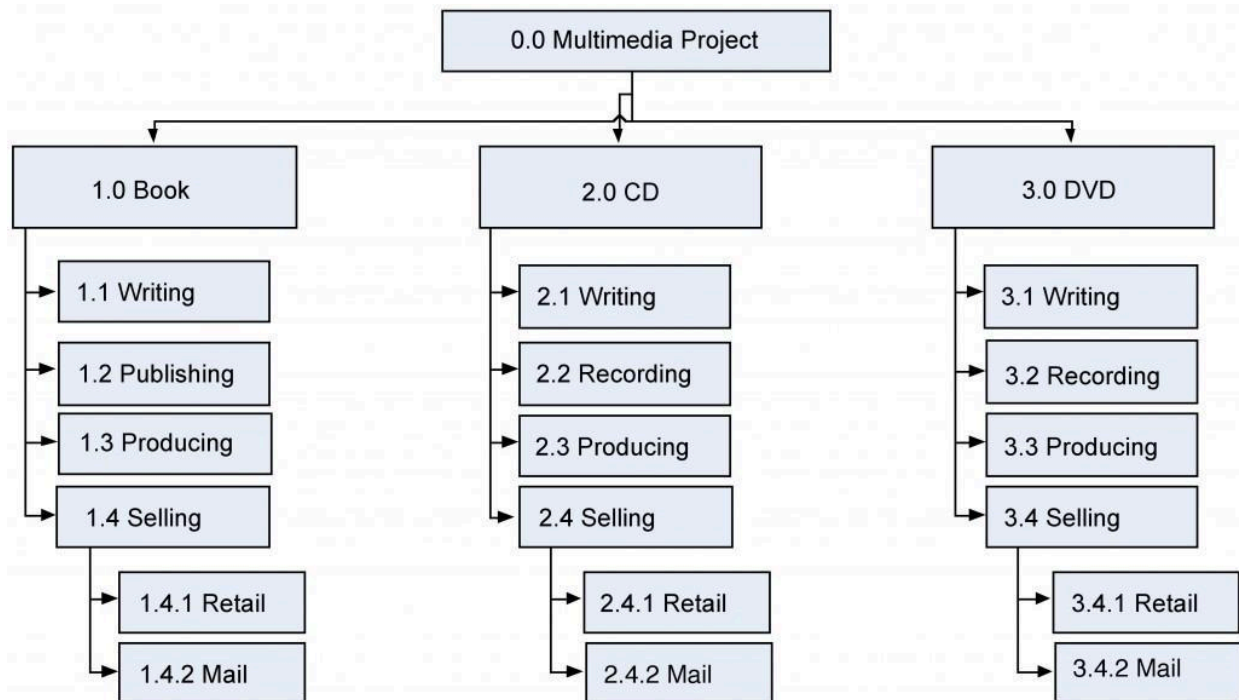 0.0 Multimedia Project
1.0 Book
2.0 CD
3.0 DVD
1.1 Writing
2.1 Writing
3.1 Writing
1.2 Publishing
2.2 Recording
3.2 Recording
1.3 Producing
2.3 Producing
3.3 Producing
1.4 Selling
2.4 Selling
3.4 Selling
1.4.1 Retail
2.4.1 Retail
3.4.1 Retail
1.4.2 Mail
2.4.2 Mail
3.4.2 Mail